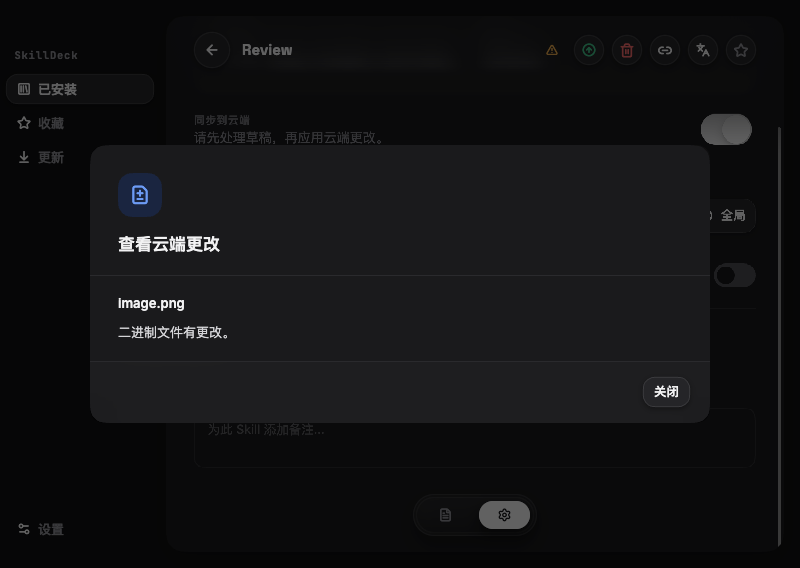 SkillDeck
已安装
收藏
更新
设置
Review
同步到云端
请先处理草稿，再应用云端更改。
全局
查看云端更改
image.png
二进制文件有更改。
关闭
为此 Skill 添加备注...